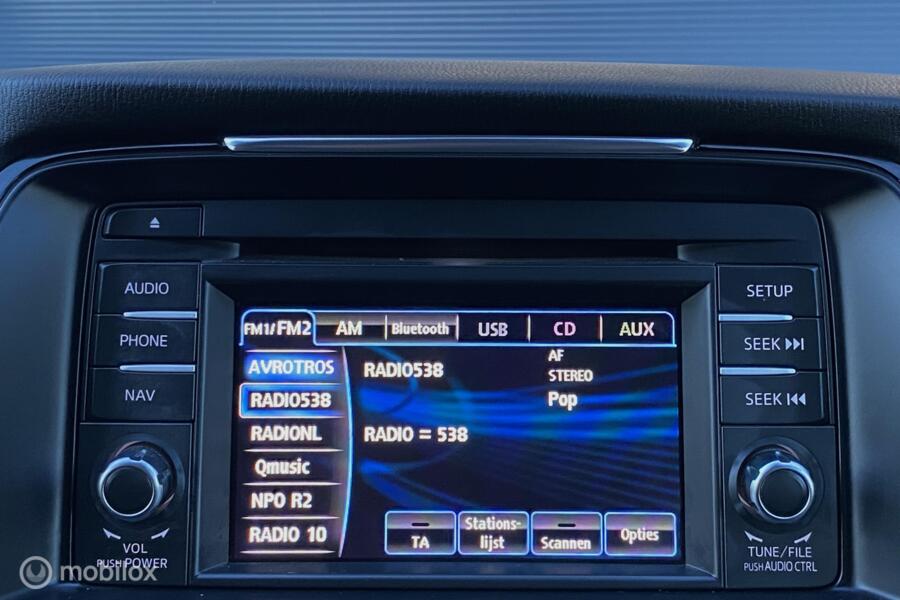 AUDIO
PHONE
NAV
VOL
PUSH POWER
FM1/FM2
AM
Bluetooth
USB
CD
AUX
AVROTROS
RADIO538
RADIONL
Qmusic
NPO R2
RADIO 10
RADIO538
AF
STEREO
Pop
RADIO = 538
TA
Stations-
lijst
Scannen
Opties
SETUP
SEEK
SEEK
TUNE/FILE
PUSH AUDIO CTRL
mobilox